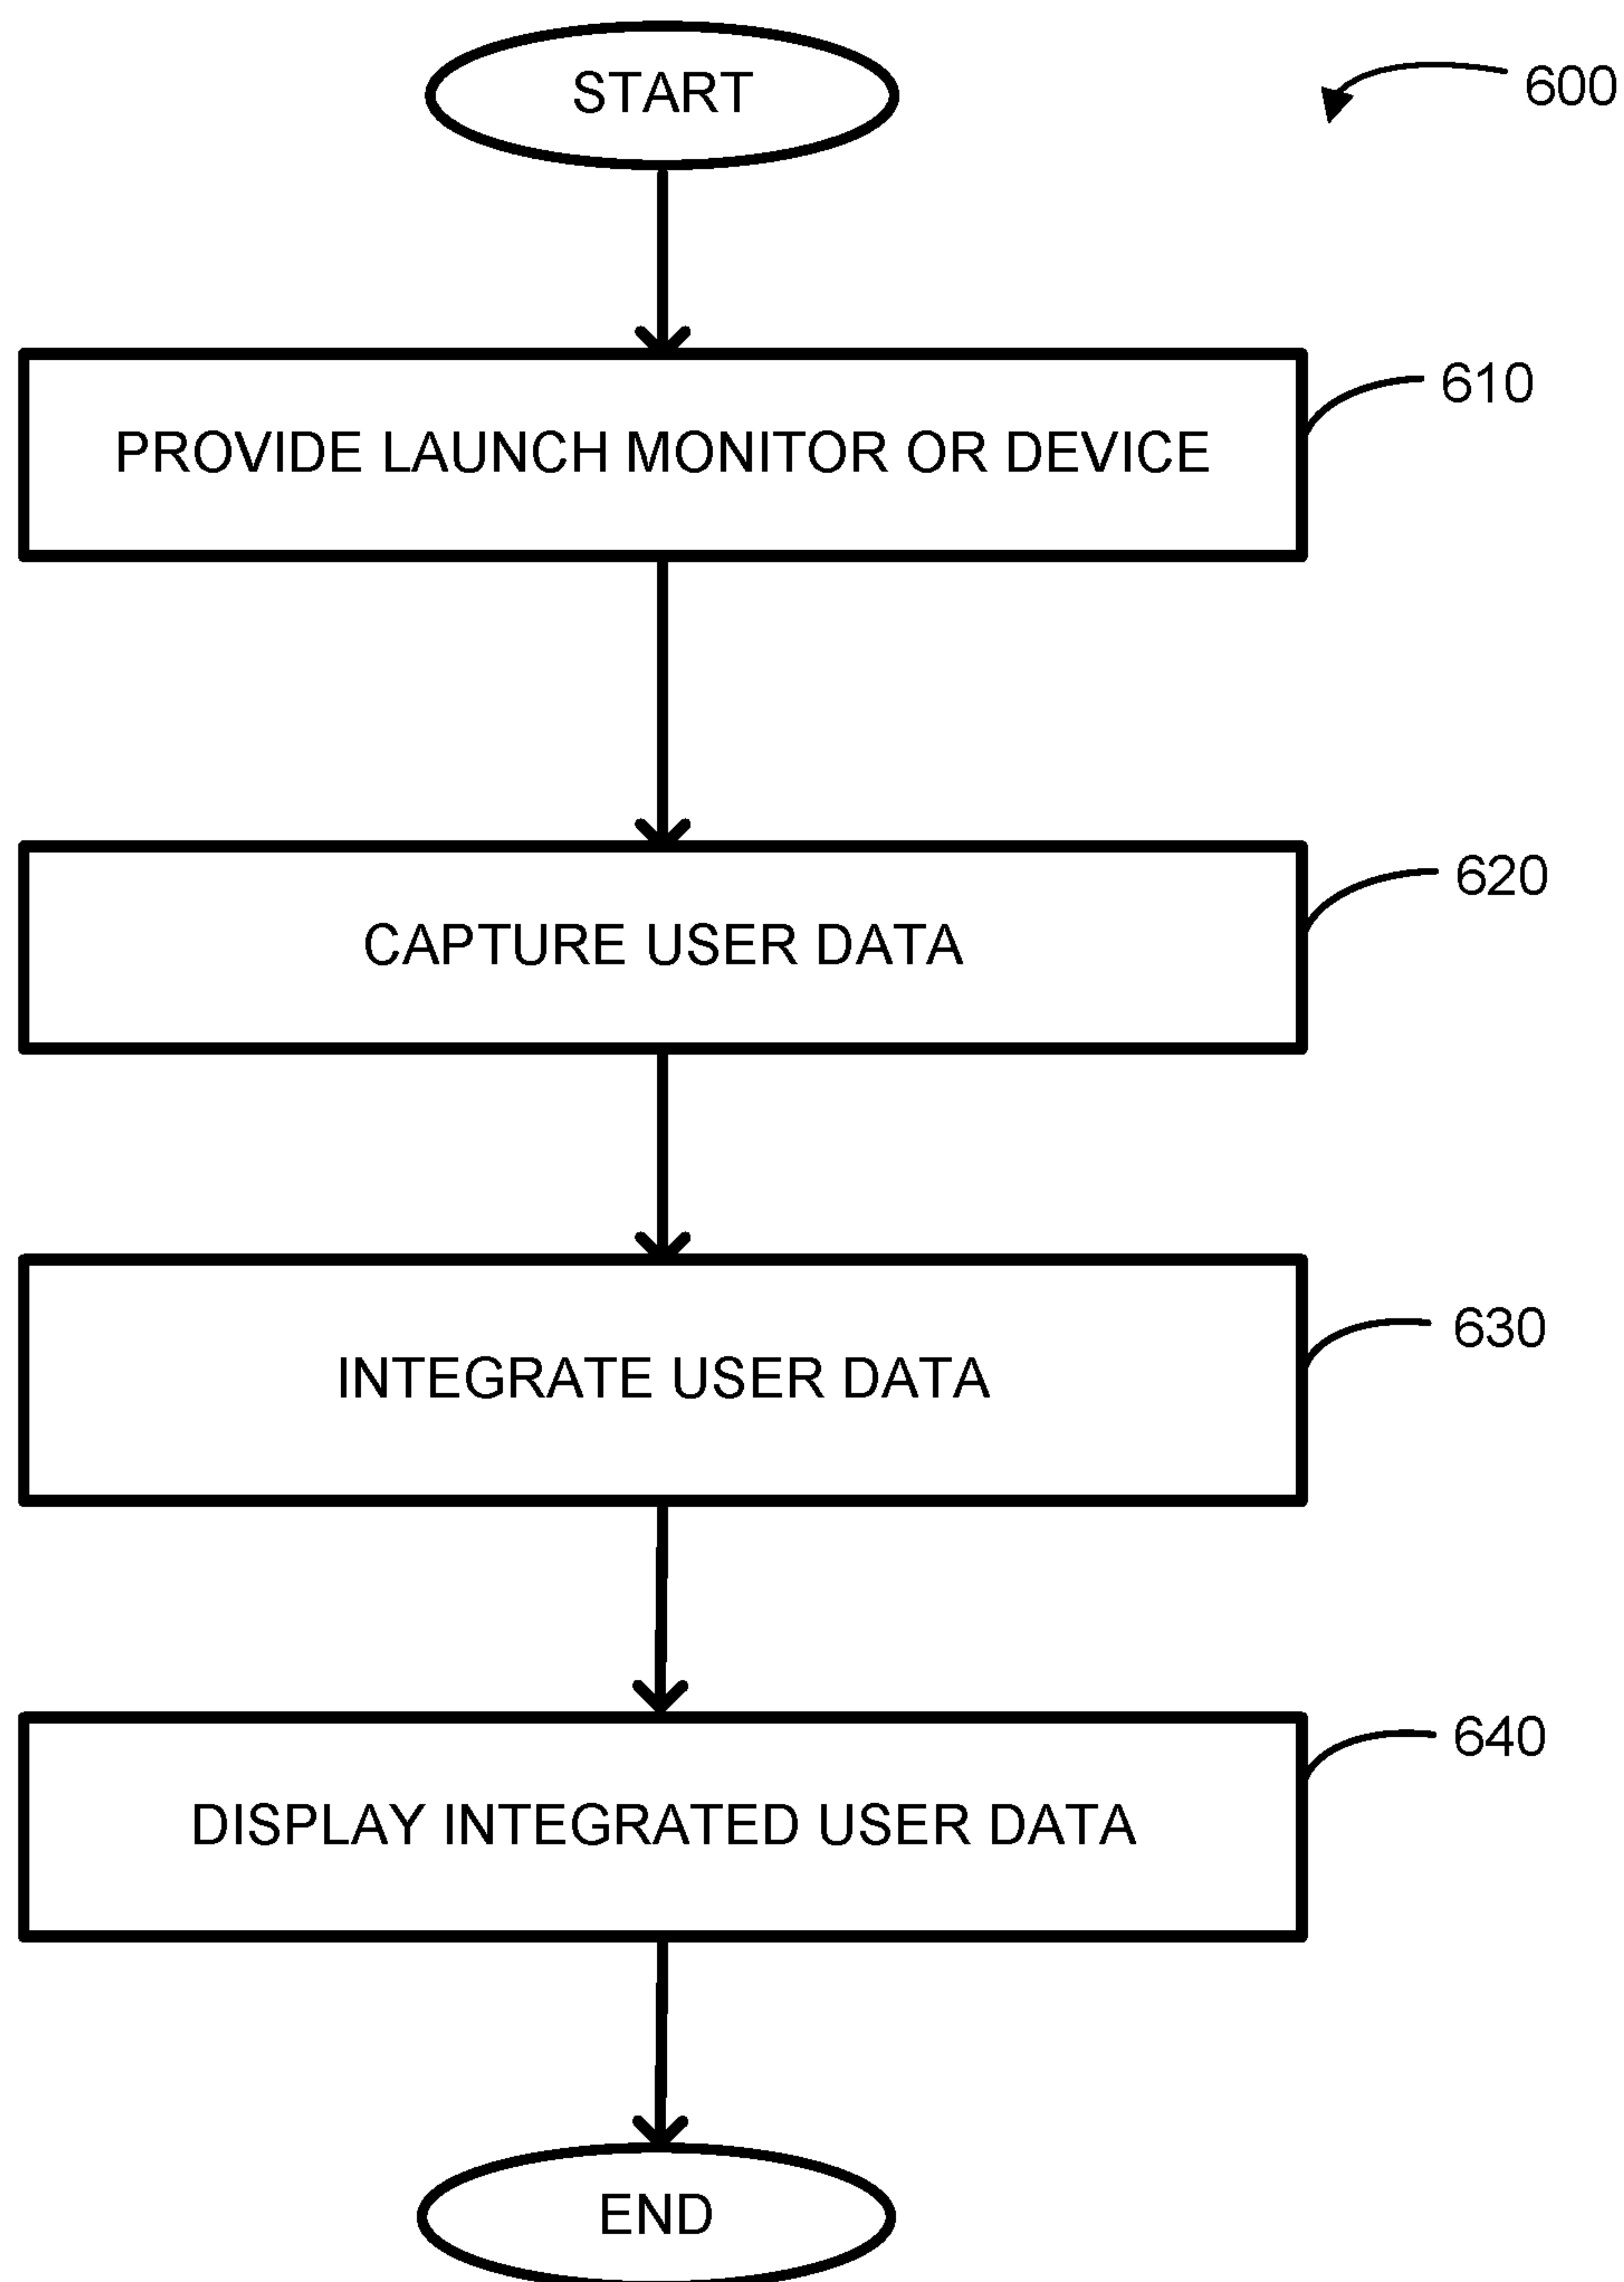 START
600
PROVIDE LAUNCH MONITOR OR DEVICE
610
CAPTURE USER DATA
620
INTEGRATE USER DATA
630
DISPLAY INTEGRATED USER DATA
640
END